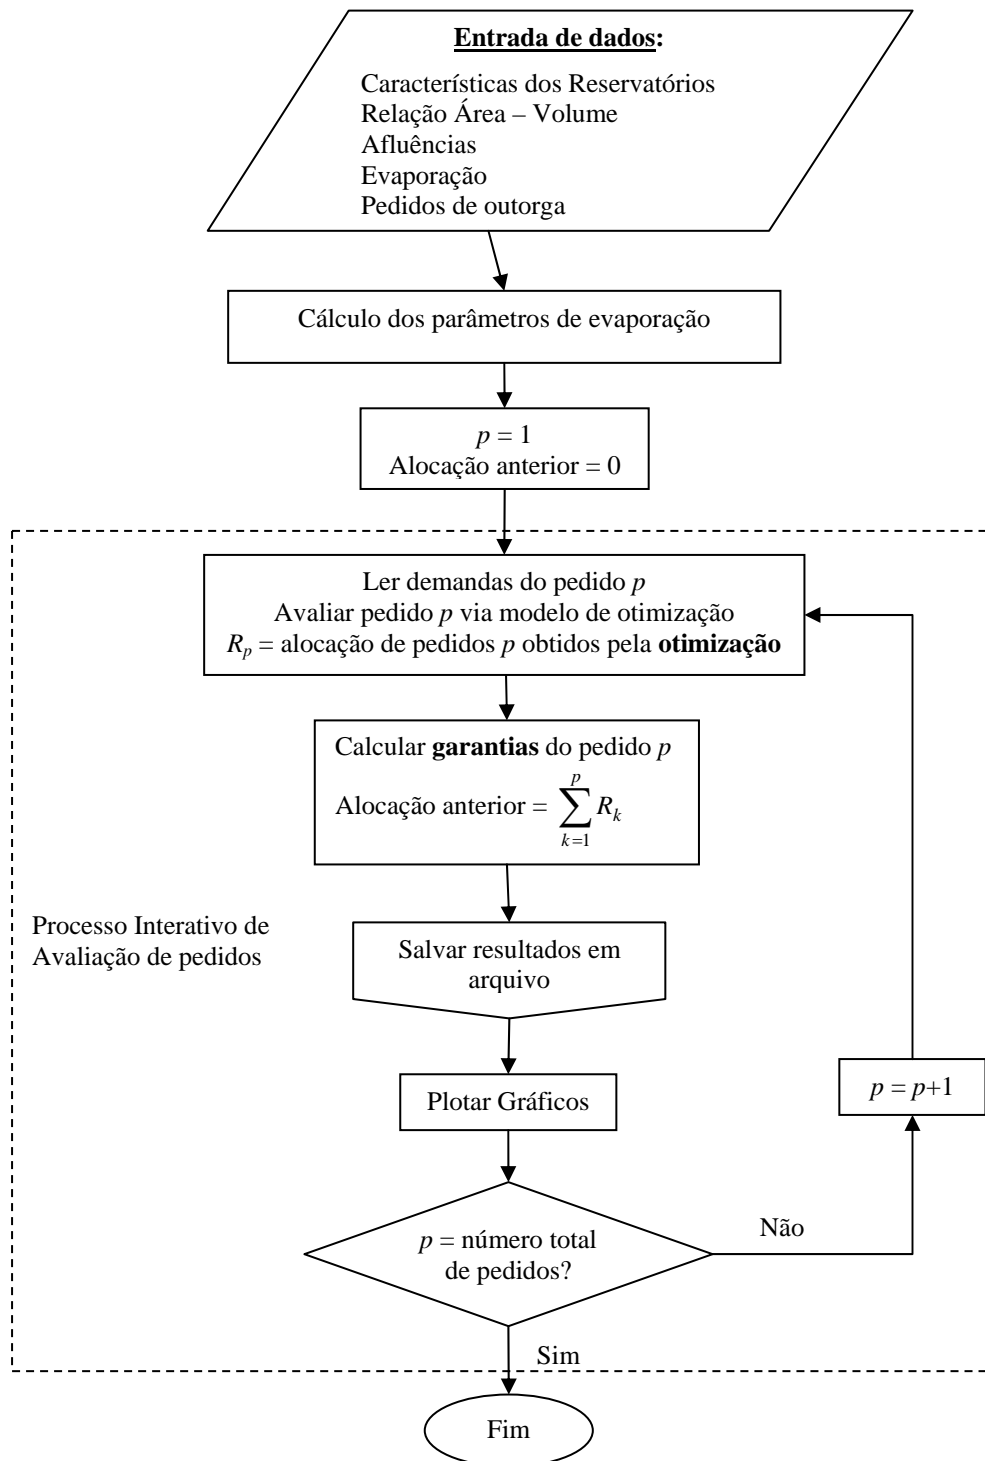 Entrada de dados:
Características dos Reservatórios
Relação Área – Volume
Afluências
Evaporação
Pedidos de outorga
Cálculo dos parâmetros de evaporação
p = 1
Alocação anterior = 0
Ler demandas do pedido p
Avaliar pedido p via modelo de otimização
R_p = alocação de pedidos p obtidos pela otimização
Calcular garantias do pedido p
Alocação anterior = \sum_{k=1}^{p} R_k
Processo Interativo de
Avaliação de pedidos
Salvar resultados em
arquivo
Plotar Gráficos
p = p+1
p = número total
de pedidos?
Não
Sim
Fim